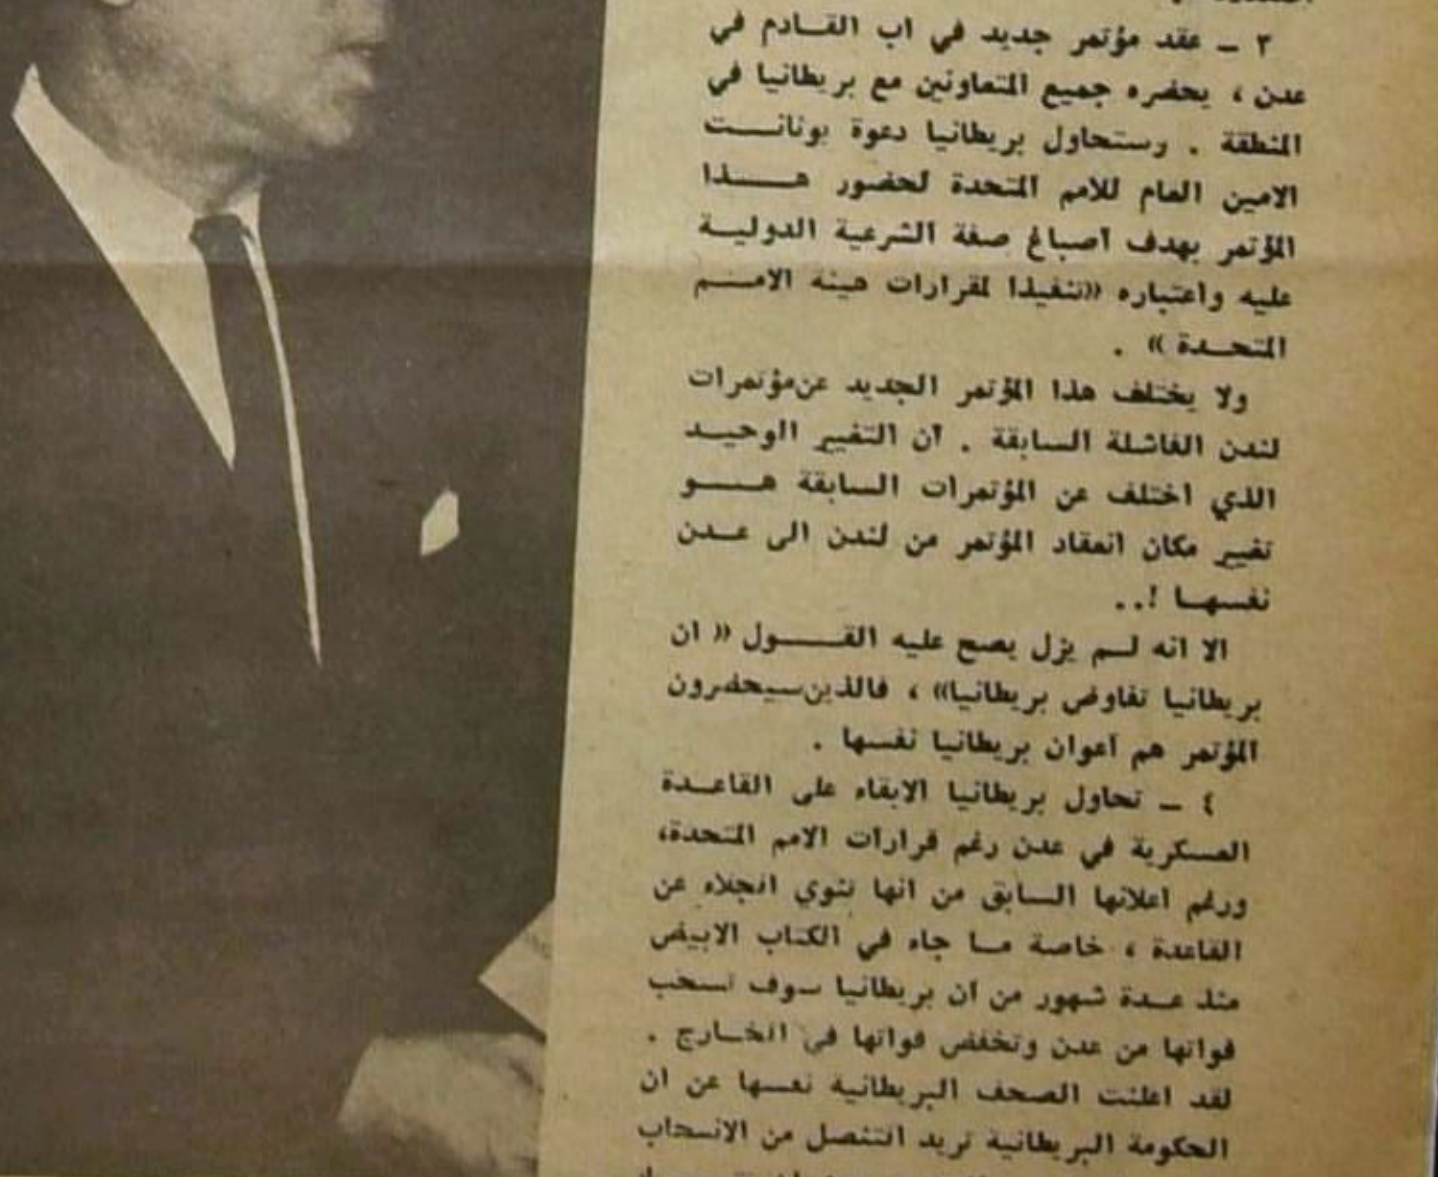 ٣ ـ عقد مؤتمر جديد في اب القادم في
عدن ، يحضره جميع المتعاونين مع بريطانيا في
المنطقة . وستحاول بريطانيا دعوة يوثانت
الامين العام للامم المتحدة لحضور هذا
المؤتمر بهدف اصباغ صفة الشرعية الدولية
عليه واعتباره «تنفيذا لقرارات هيئة الامم
المتحدة » .
ولا يختلف هذا المؤتمر الجديد عن مؤتمرات
لندن الفاشلة السابقة . ان التغيير الوحيد
الذي اختلف عن المؤتمرات السابقة هو
تغيير مكان انعقاد المؤتمر من لندن الى عدن
نفسها !..
الا انه لم يزل يصح عليه القول « ان
بريطانيا تفاوض بريطانيا» ، فالذين سيحضرون
المؤتمر هم أعوان بريطانيا نفسها .
٤ ـ تحاول بريطانيا الابقاء على القاعدة
العسكرية في عدن رغم قرارات الامم المتحدة،
ورغم اعلانها السابق من انها تنوي الجلاء عن
القاعدة ، خاصة ما جاء في الكتاب الابيض
منذ عدة شهور من ان بريطانيا سوف تسحب
قواتها من عدن وتخفض قواتها في الخارج .
لقد اعلنت الصحف البريطانية نفسها عن ان
الحكومة البريطانية تريد التنصل من الانسحاب